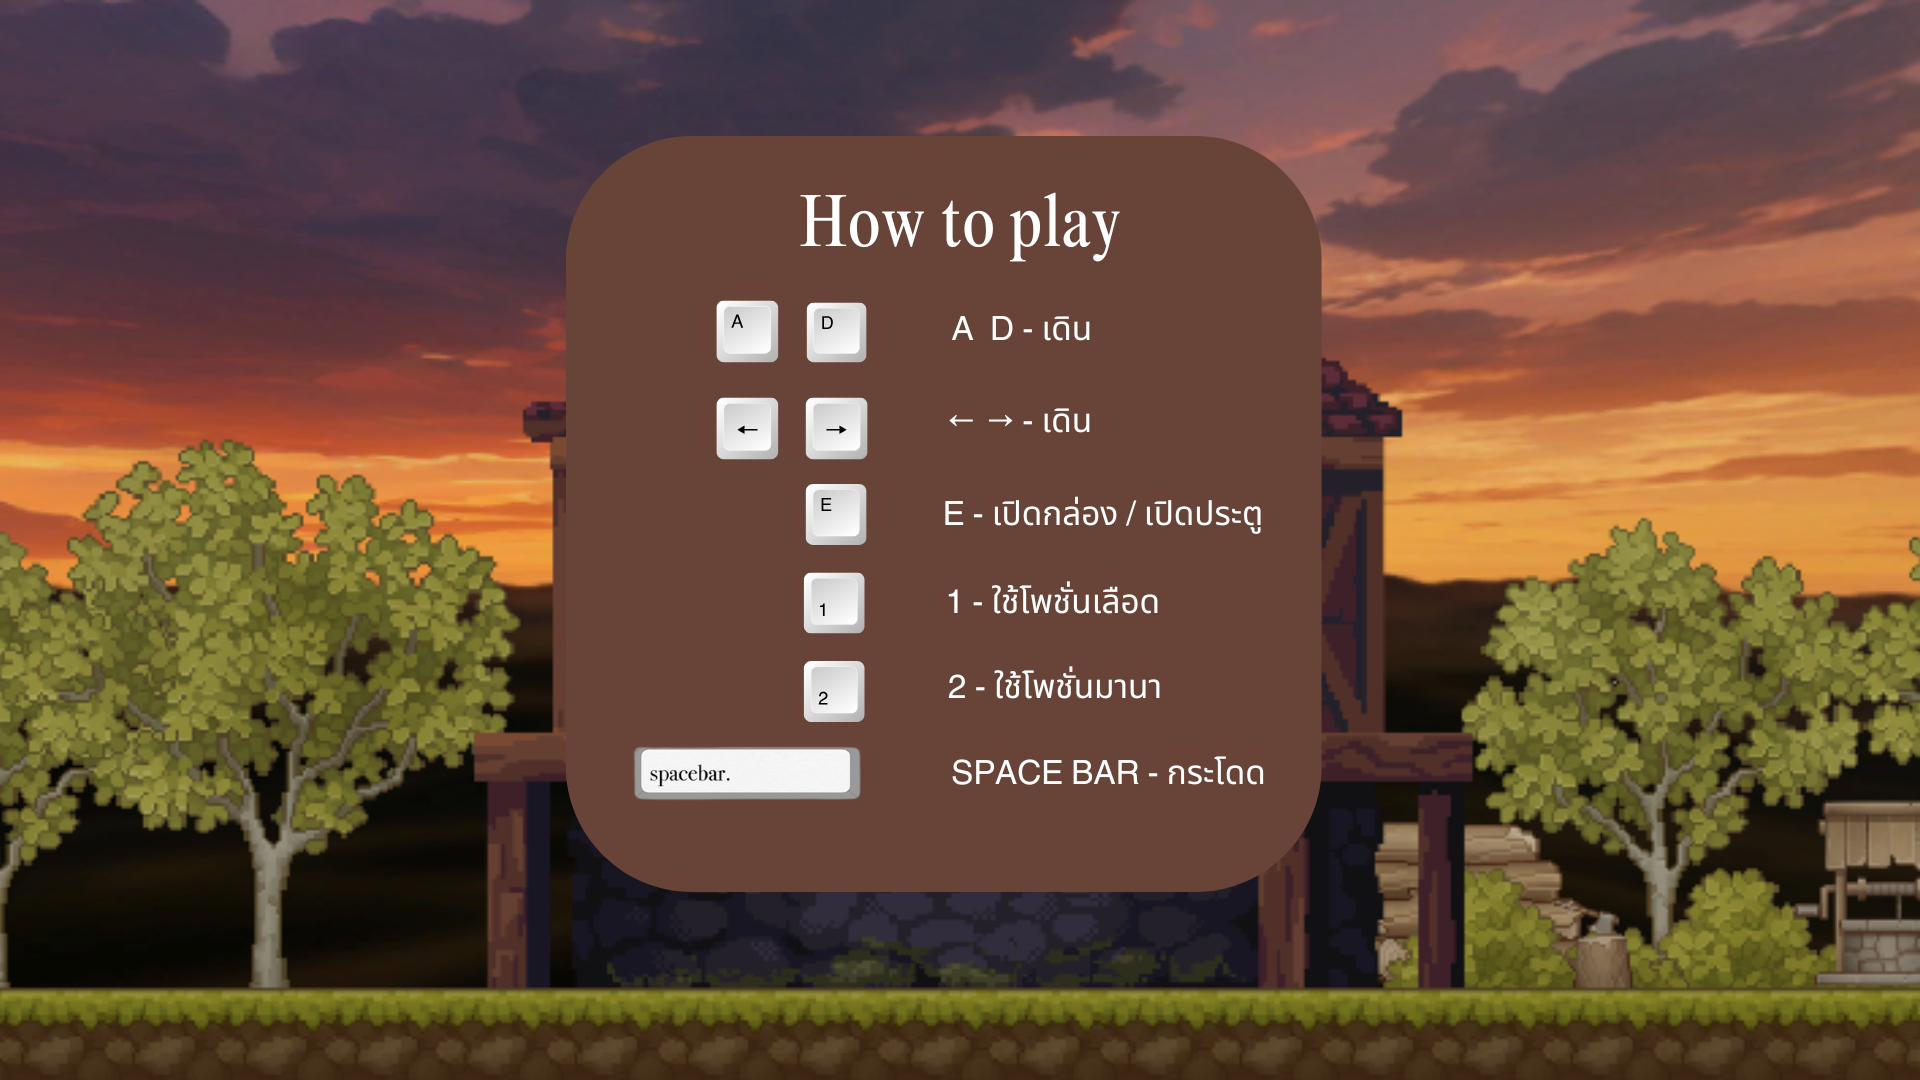 How to play
A D A D - เดิน
← → ← → - เดิน
E E - เปิดกล่อง / เปิดประตู
1 1 - ใช้โพชั่นเลือด
2 2 - ใช้โพชั่นมานา
spacebar. SPACE BAR - กระโดด